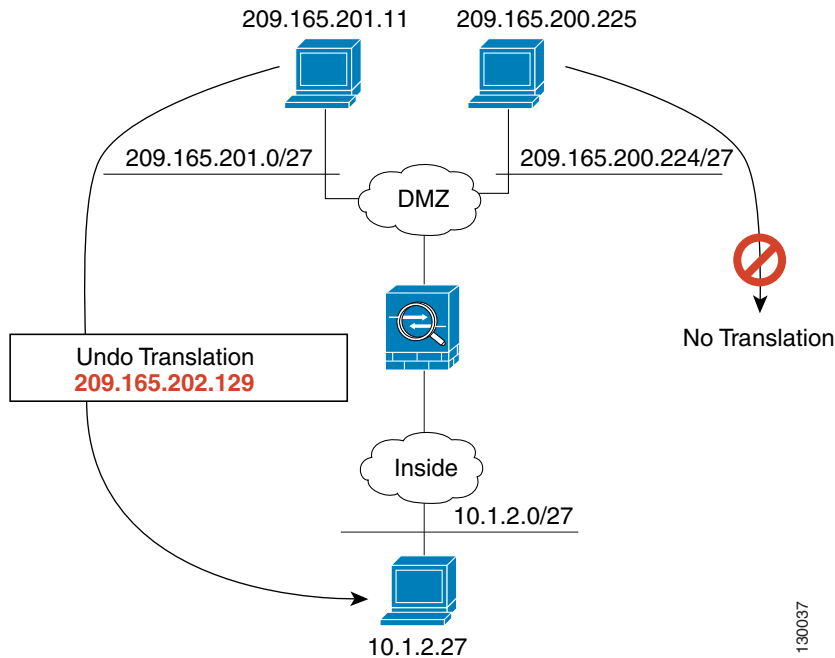 209.165.201.11
209.165.200.225
209.165.201.0/27
209.165.200.224/27
DMZ
No Translation
Undo Translation
209.165.202.129
Inside
10.1.2.0/27
10.1.2.27
130037